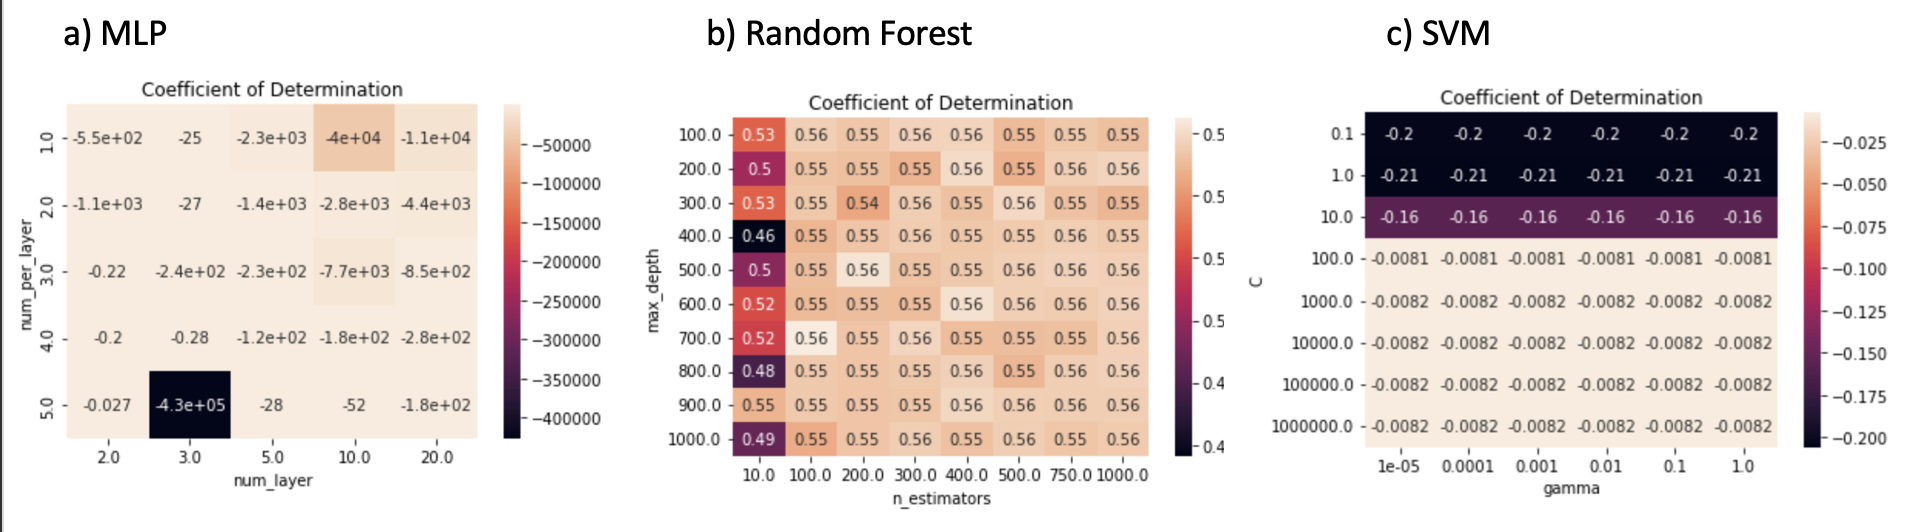 a) MLP
Coefficient of Determination
1.0 -5.5e+02 -25 -2.3e+03 -4e+04 -1.1e+04
2.0 -1.1e+03 -27 -1.4e+03 -2.8e+03 -4.4e+03
3.0 -0.22 -2.4e+02 -2.3e+02 -7.7e+03 -8.5e+02
4.0 -0.2 -0.28 -1.2e+02 -1.8e+02 -2.8e+02
5.0 -0.027 -4.3e+05 -28 -52 -1.8e+02
2.0 3.0 5.0 10.0 20.0
num_layer
num_per_layer
−50000
−100000
−150000
−200000
−250000
−300000
−350000
−400000
b) Random Forest
Coefficient of Determination
100.0 0.53 0.56 0.55 0.56 0.56 0.55 0.55 0.55
200.0 0.5 0.55 0.55 0.55 0.56 0.55 0.56 0.56
300.0 0.53 0.55 0.54 0.56 0.55 0.56 0.55 0.55
400.0 0.46 0.55 0.55 0.56 0.55 0.55 0.56 0.55
500.0 0.5 0.55 0.56 0.55 0.55 0.56 0.56 0.56
600.0 0.52 0.55 0.55 0.55 0.56 0.56 0.56 0.56
700.0 0.52 0.56 0.55 0.56 0.55 0.55 0.55 0.56
800.0 0.48 0.55 0.55 0.55 0.56 0.55 0.56 0.56
900.0 0.55 0.55 0.55 0.55 0.56 0.56 0.56 0.56
1000.0 0.49 0.55 0.55 0.56 0.55 0.56 0.55 0.56
10.0 100.0 200.0 300.0 400.0 500.0 750.0 1000.0
n_estimators
max_depth
0.5
0.5
0.5
0.5
0.4
0.4
c) SVM
Coefficient of Determination
0.1 -0.2 -0.2 -0.2 -0.2 -0.2 -0.2
1.0 -0.21 -0.21 -0.21 -0.21 -0.21 -0.21
10.0 -0.16 -0.16 -0.16 -0.16 -0.16 -0.16
100.0 -0.0081 -0.0081 -0.0081 -0.0081 -0.0081 -0.0081
1000.0 -0.0082 -0.0082 -0.0082 -0.0082 -0.0082 -0.0082
10000.0 -0.0082 -0.0082 -0.0082 -0.0082 -0.0082 -0.0082
100000.0 -0.0082 -0.0082 -0.0082 -0.0082 -0.0082 -0.0082
1000000.0 -0.0082 -0.0082 -0.0082 -0.0082 -0.0082 -0.0082
1e-05 0.0001 0.001 0.01 0.1 1.0
gamma
C
−0.025
−0.050
−0.075
−0.100
−0.125
−0.150
−0.175
−0.200